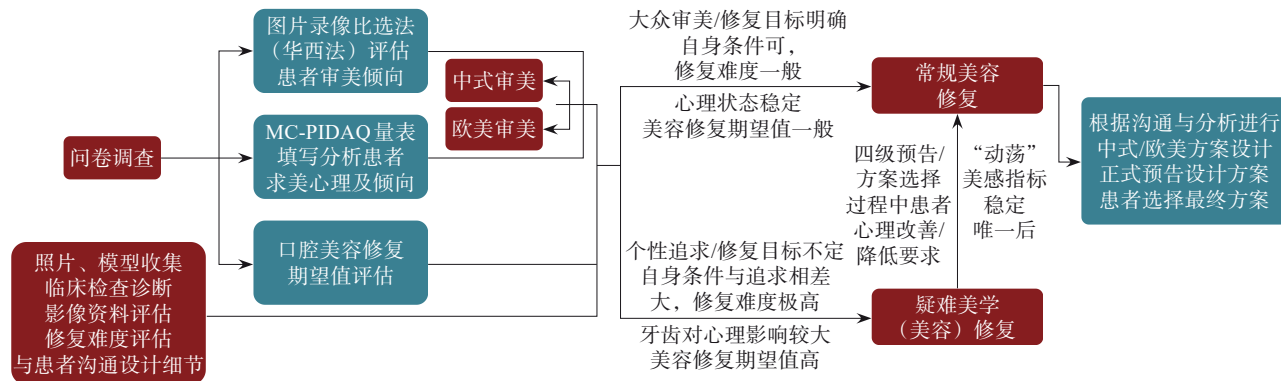 问卷调查
照片、模型收集
临床检查诊断
影像资料评估
修复难度评估
与患者沟通设计细节
图片录像比选法
（华西法）评估
患者审美倾向
MC-PIDAQ 量表
填写分析患者
求美心理及倾向
口腔美容修复
期望值评估
中式审美
欧美审美
大众审美/修复目标明确
自身条件可，
修复难度一般
心理状态稳定
美容修复期望值一般
个性追求/修复目标不定
自身条件与追求相差
大，修复难度极高
牙齿对心理影响较大
美容修复期望值高
常规美容
修复
四级预告/
方案选择
过程中患者
心理改善/
降低要求
“动荡”
美感指标
稳定
唯一后
疑难美学
（美容）修复
根据沟通与分析进行
中式/欧美方案设计
正式预告设计方案
患者选择最终方案